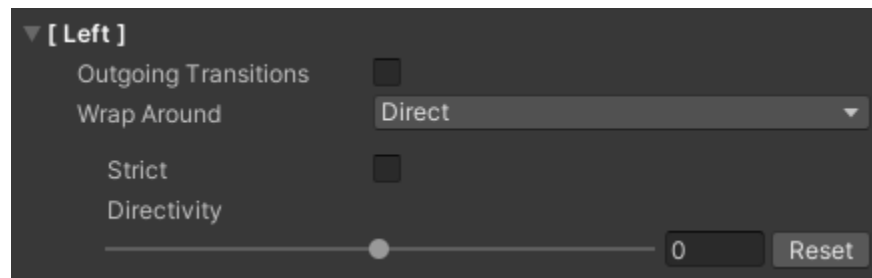 [ Left ]
Outgoing Transitions
Wrap Around Direct
Strict
Directivity
0 Reset